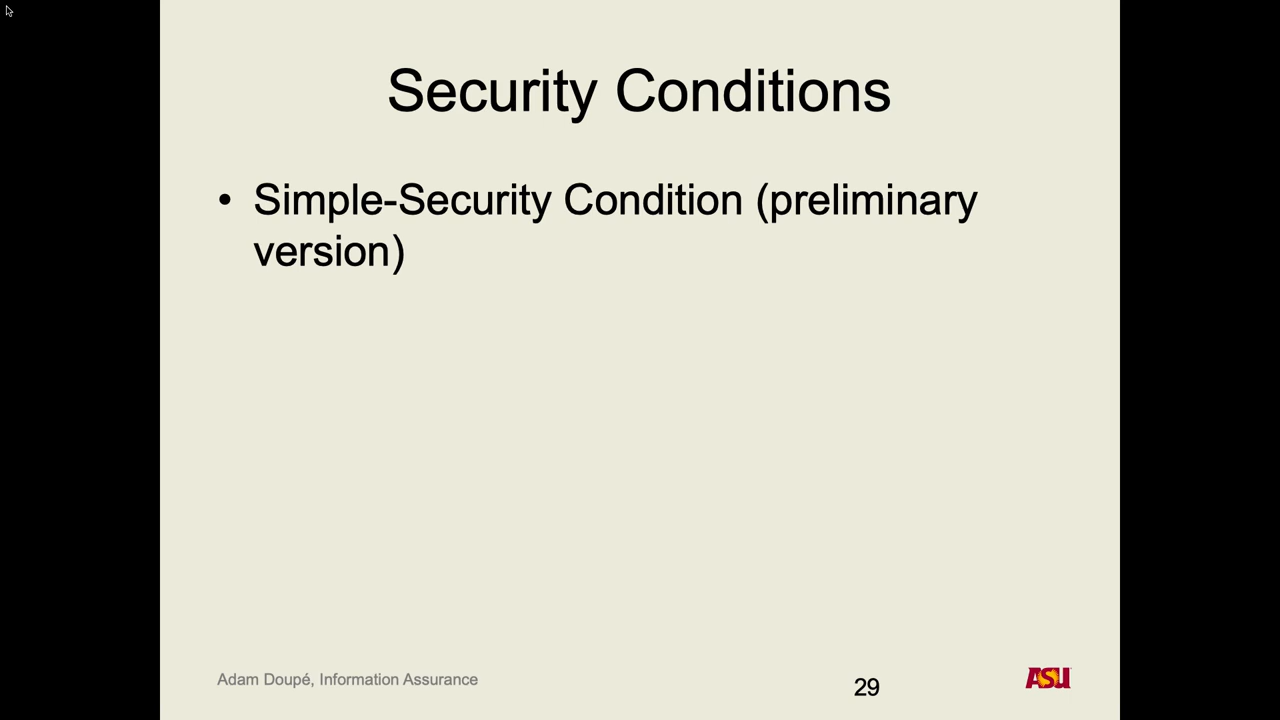 Security Conditions
• Simple-Security Condition (preliminary
version)
Adam Doupé, Information Assurance
29
ASU